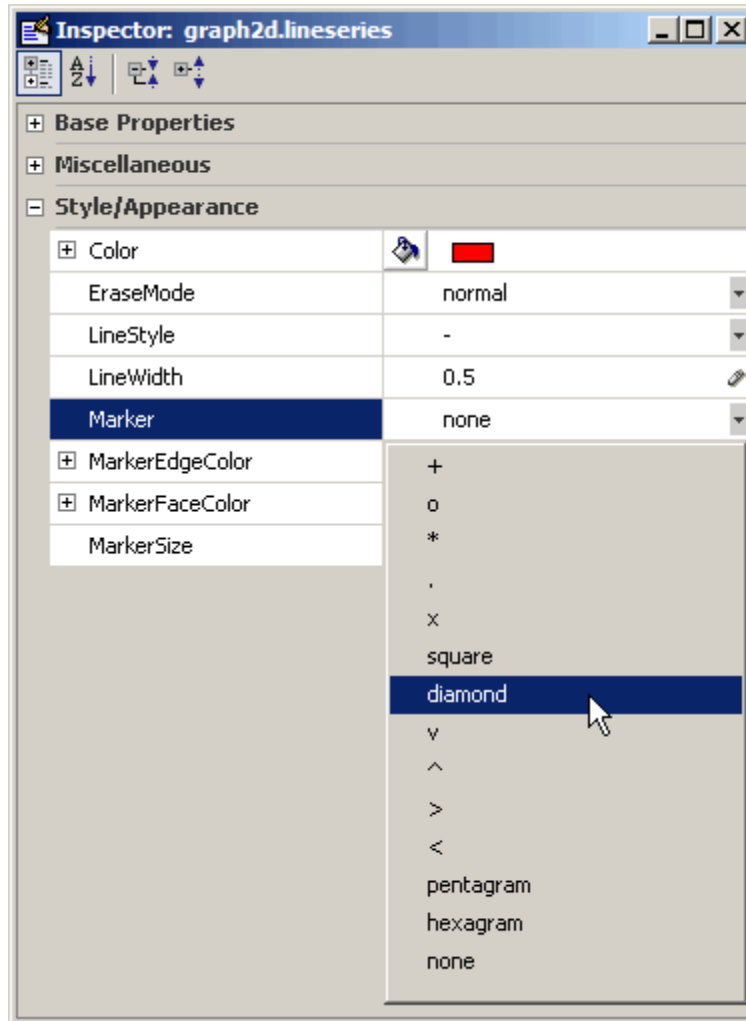 Inspector: graph2d.lineseries
A
Z
Base Properties
Miscellaneous
Style/Appearance
Color
EraseMode normal
LineStyle -
LineWidth 0.5
Marker none
MarkerEdgeColor
MarkerFaceColor
MarkerSize
+
o
*
.
x
square
diamond
v
^
>
<
pentagram
hexagram
none